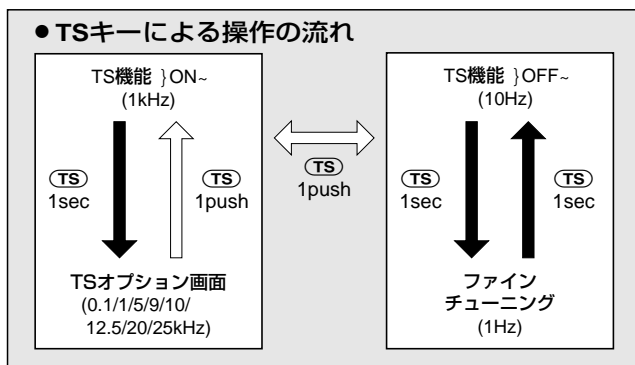 ● TSキーによる操作の流れ
TS機能 }ON~
(1kHz)
TS
1sec
TS
1push
TSオプション画面
(0.1/1/5/9/10/
12.5/20/25kHz)
TS
1push
TS機能 }OFF~
(10Hz)
TS
1sec
TS
1sec
ファイン
チューニング
(1Hz)